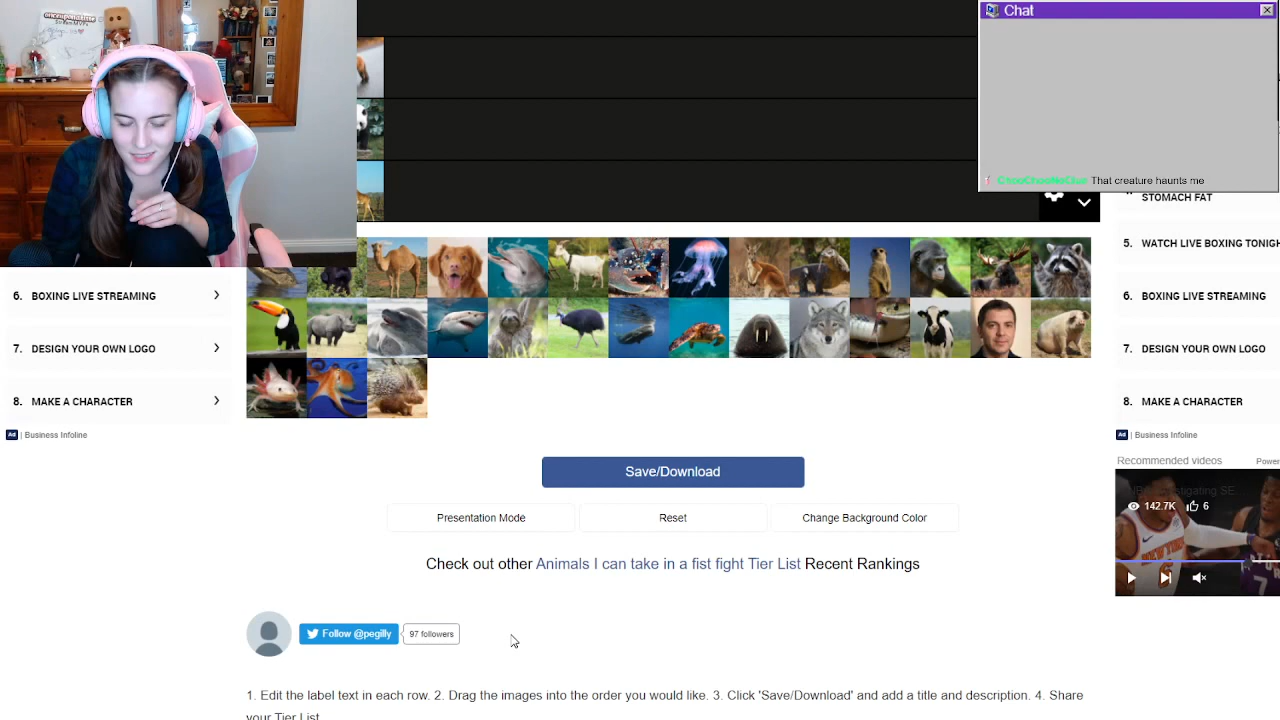 Chat
ChooChooNoGlue That creature haunts me
STOMACH FAT
5. WATCH LIVE BOXING TONIGH
6. BOXING LIVE STREAMING
7. DESIGN YOUR OWN LOGO
8. MAKE A CHARACTER
Ad | Business Infoline
6. BOXING LIVE STREAMING
7. DESIGN YOUR OWN LOGO
8. MAKE A CHARACTER
Ad | Business Infoline
Recommended videos Power
142.7K 6
Save/Download
Presentation Mode Reset Change Background Color
Check out other Animals I can take in a fist fight Tier List Recent Rankings
Follow @pegilly 97 followers
1. Edit the label text in each row. 2. Drag the images into the order you would like. 3. Click 'Save/Download' and add a title and description. 4. Share
your Tier List.